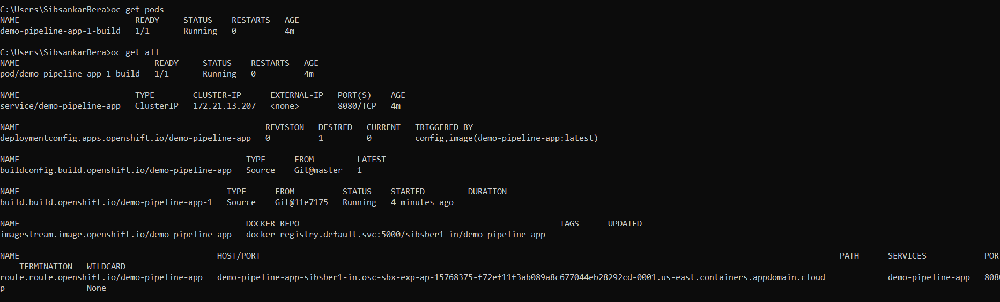 C:\Users\SibsankarBera>oc get pods
NAME READY STATUS RESTARTS AGE
demo-pipeline-app-1-build 1/1 Running 0 4m
C:\Users\SibsankarBera>oc get all
NAME READY STATUS RESTARTS AGE
pod/demo-pipeline-app-1-build 1/1 Running 0 4m
NAME TYPE CLUSTER-IP EXTERNAL-IP PORT(S) AGE
service/demo-pipeline-app ClusterIP 172.21.13.207 <none> 8080/TCP 4m
NAME REVISION DESIRED CURRENT TRIGGERED BY
deploymentconfig.apps.openshift.io/demo-pipeline-app 0 1 0 config,image(demo-pipeline-app:latest)
NAME TYPE FROM LATEST
buildconfig.build.openshift.io/demo-pipeline-app Source Git@master 1
NAME TYPE FROM STATUS STARTED DURATION
build.build.openshift.io/demo-pipeline-app-1 Source Git@11e7175 Running 4 minutes ago
NAME DOCKER REPO TAGS UPDATED
imagestream.image.openshift.io/demo-pipeline-app docker-registry.default.svc:5000/sibsber1-in/demo-pipeline-app
NAME HOST/PORT PATH SERVICES POR
TERMINATION WILDCARD
route.route.openshift.io/demo-pipeline-app demo-pipeline-app-sibsber1-in.osc-sbx-exp-ap-15768375-f72ef11f3ab089a8c677044eb28292cd-0001.us-east.containers.appdomain.cloud demo-pipeline-app 808
p None